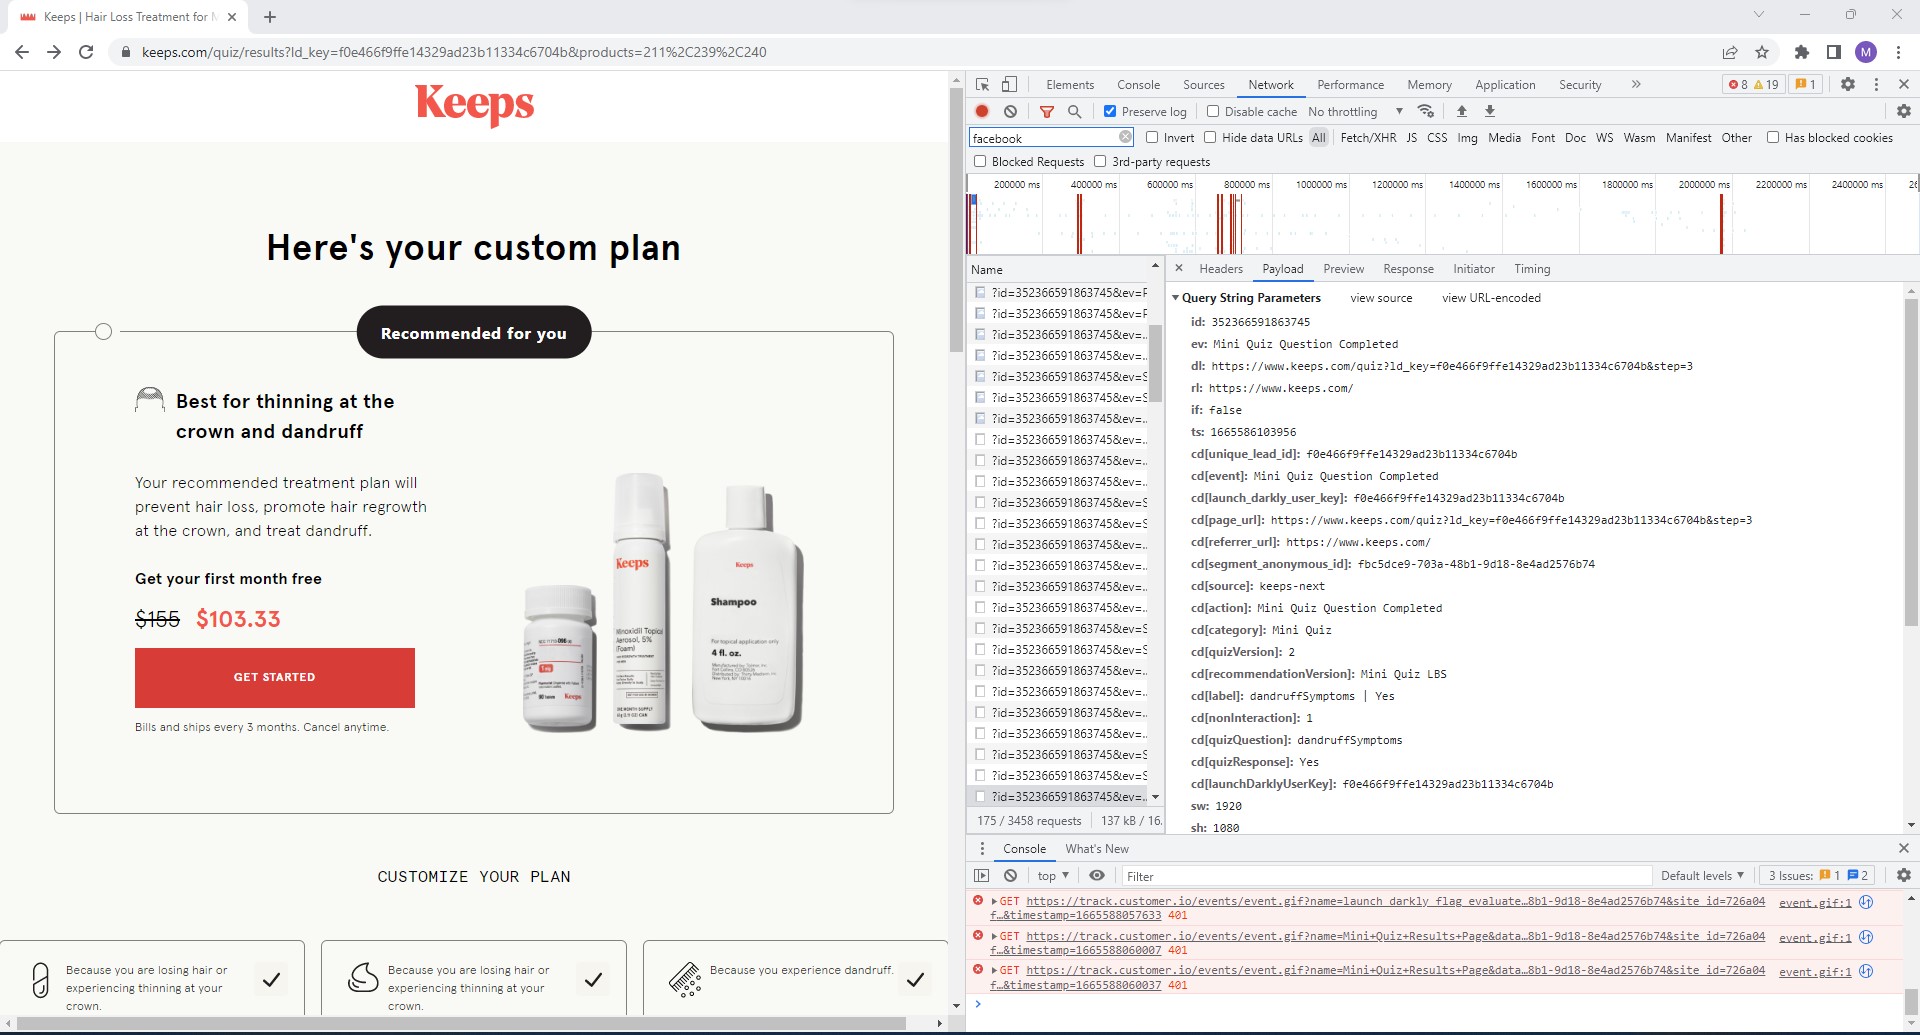 Keeps | Hair Loss Treatment for M
keeps.com/quiz/results?ld_key=f0e466f9ffe14329ad23b11334c6704b&products=211%2C239%2C240
M
Keeps
Here's your custom plan
Recommended for you
Best for thinning at the
crown and dandruff
Your recommended treatment plan will
prevent hair loss, promote hair regrowth
at the crown, and treat dandruff.
Get your first month free
$155 $103.33
GET STARTED
Bills and ships every 3 months. Cancel anytime.
Keeps
Minoxidil Topical
Aerosol, 5%
(Foam)
Keeps
Keeps
Shampoo
For topical application only
4 fl. oz.
CUSTOMIZE YOUR PLAN
Because you are losing hair or
experiencing thinning at your
crown.
Because you are losing hair or
experiencing thinning at your
crown.
Because you experience dandruff.
Elements Console Sources Network Performance Memory Application Security 8 19 1
Preserve log Disable cache No throttling
facebook Invert Hide data URLs All Fetch/XHR JS CSS Img Media Font Doc WS Wasm Manifest Other Has blocked cookies
Blocked Requests 3rd-party requests
200000 ms 400000 ms 600000 ms 800000 ms 1000000 ms 1200000 ms 1400000 ms 1600000 ms 1800000 ms 2000000 ms 2200000 ms 2400000 ms 26
Name
?id=352366591863745&ev=P
?id=352366591863745&ev=P
?id=352366591863745&ev=...
?id=352366591863745&ev=...
?id=352366591863745&ev=S
?id=352366591863745&ev=S
?id=352366591863745&ev=...
?id=352366591863745&ev=...
?id=352366591863745&ev=...
?id=352366591863745&ev=...
?id=352366591863745&ev=...
?id=352366591863745&ev=S
?id=352366591863745&ev=...
?id=352366591863745&ev=...
?id=352366591863745&ev=...
?id=352366591863745&ev=S
?id=352366591863745&ev=S
?id=352366591863745&ev=...
?id=352366591863745&ev=S
?id=352366591863745&ev=...
?id=352366591863745&ev=...
?id=352366591863745&ev=...
?id=352366591863745&ev=S
?id=352366591863745&ev=S
?id=352366591863745&ev=...
175 / 3458 requests 137 kB / 16.
Headers Payload Preview Response Initiator Timing
Query String Parameters view source view URL-encoded
id: 352366591863745
ev: Mini Quiz Question Completed
dl: https://www.keeps.com/quiz?ld_key=f0e466f9ffe14329ad23b11334c6704b&step=3
rl: https://www.keeps.com/
if: false
ts: 1665586103956
cd[unique_lead_id]: f0e466f9ffe14329ad23b11334c6704b
cd[event]: Mini Quiz Question Completed
cd[launch_darkly_user_key]: f0e466f9ffe14329ad23b11334c6704b
cd[page_url]: https://www.keeps.com/quiz?ld_key=f0e466f9ffe14329ad23b11334c6704b&step=3
cd[referrer_url]: https://www.keeps.com/
cd[segment_anonymous_id]: fbc5dce9-703a-48b1-9d18-8e4ad2576b74
cd[source]: keeps-next
cd[action]: Mini Quiz Question Completed
cd[category]: Mini Quiz
cd[quizVersion]: 2
cd[recommendationVersion]: Mini Quiz LBS
cd[label]: dandruffSymptoms | Yes
cd[nonInteraction]: 1
cd[quizQuestion]: dandruffSymptoms
cd[quizResponse]: Yes
cd[launchDarklyUserKey]: f0e466f9ffe14329ad23b11334c6704b
sw: 1920
sh: 1080
Console What's New
top Filter Default levels 3 Issues: 1 2
GET https://track.customer.io/events/event.gif?name=launch_darkly_flag_evaluate…8b1-9d18-8e4ad2576b74&site_id=726a04 event.gif:1
f…&timestamp=1665588057633 401
GET https://track.customer.io/events/event.gif?name=Mini+Quiz+Results+Page&data…8b1-9d18-8e4ad2576b74&site_id=726a04 event.gif:1
f…&timestamp=1665588060007 401
GET https://track.customer.io/events/event.gif?name=Mini+Quiz+Results+Page&data…8b1-9d18-8e4ad2576b74&site_id=726a04 event.gif:1
f…&timestamp=1665588060037 401